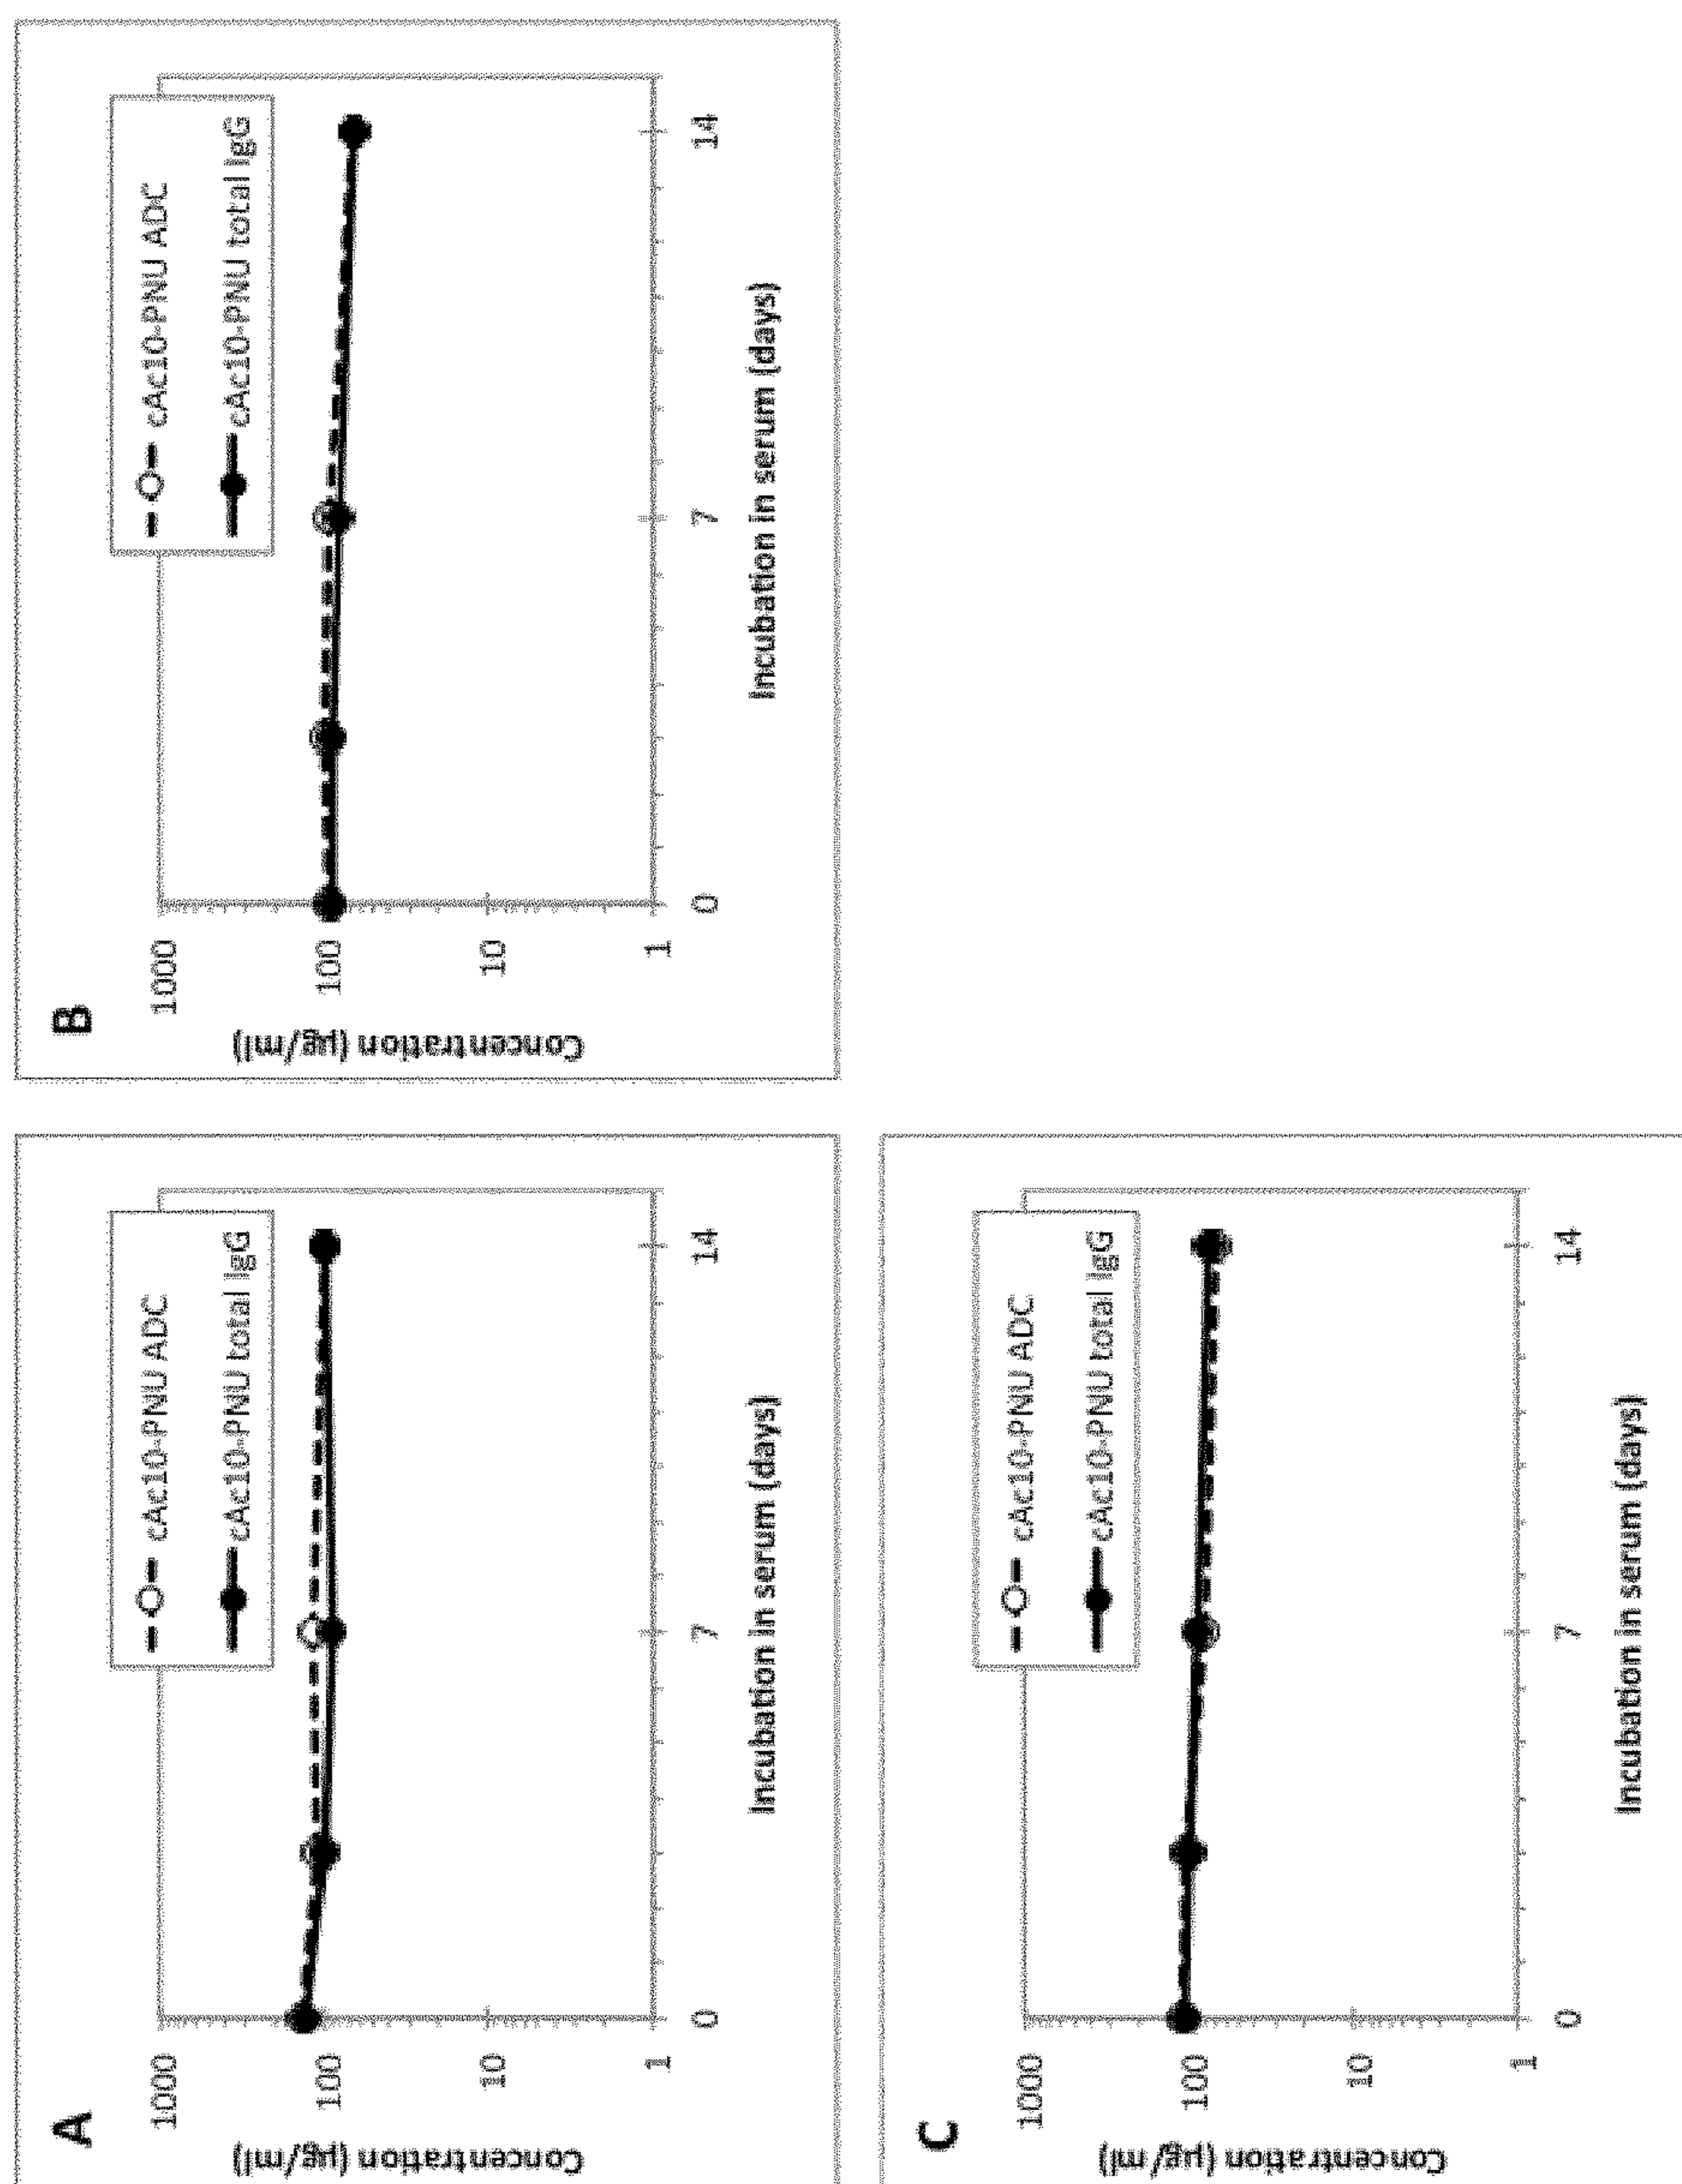 A
Concentration (µg/ml)
1000
100
10
1
cAc10-PNU ADC
cAc10-PNU total IgG
0
7
14
Incubation in serum (days)
B
Concentration (µg/ml)
1000
100
10
1
cAc10-PNU ADC
cAc10-PNU total IgG
0
7
14
Incubation in serum (days)
C
Concentration (µg/ml)
1000
100
10
1
cAc10-PNU ADC
cAc10-PNU total IgG
0
7
14
Incubation in serum (days)